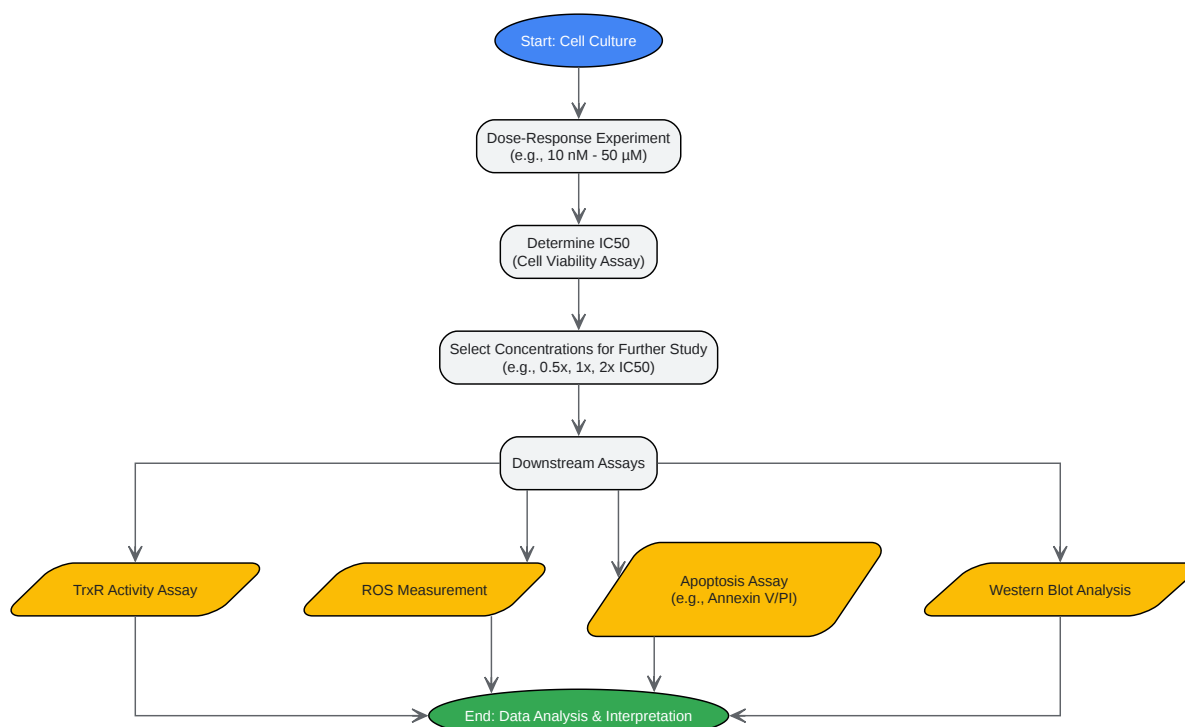 Start: Cell Culture
Dose-Response Experiment
(e.g., 10 nM - 50 µM)
Determine IC50
(Cell Viability Assay)
Select Concentrations for Further Study
(e.g., 0.5x, 1x, 2x IC50)
Downstream Assays
TrxR Activity Assay
ROS Measurement
Apoptosis Assay
(e.g., Annexin V/PI)
Western Blot Analysis
End: Data Analysis & Interpretation